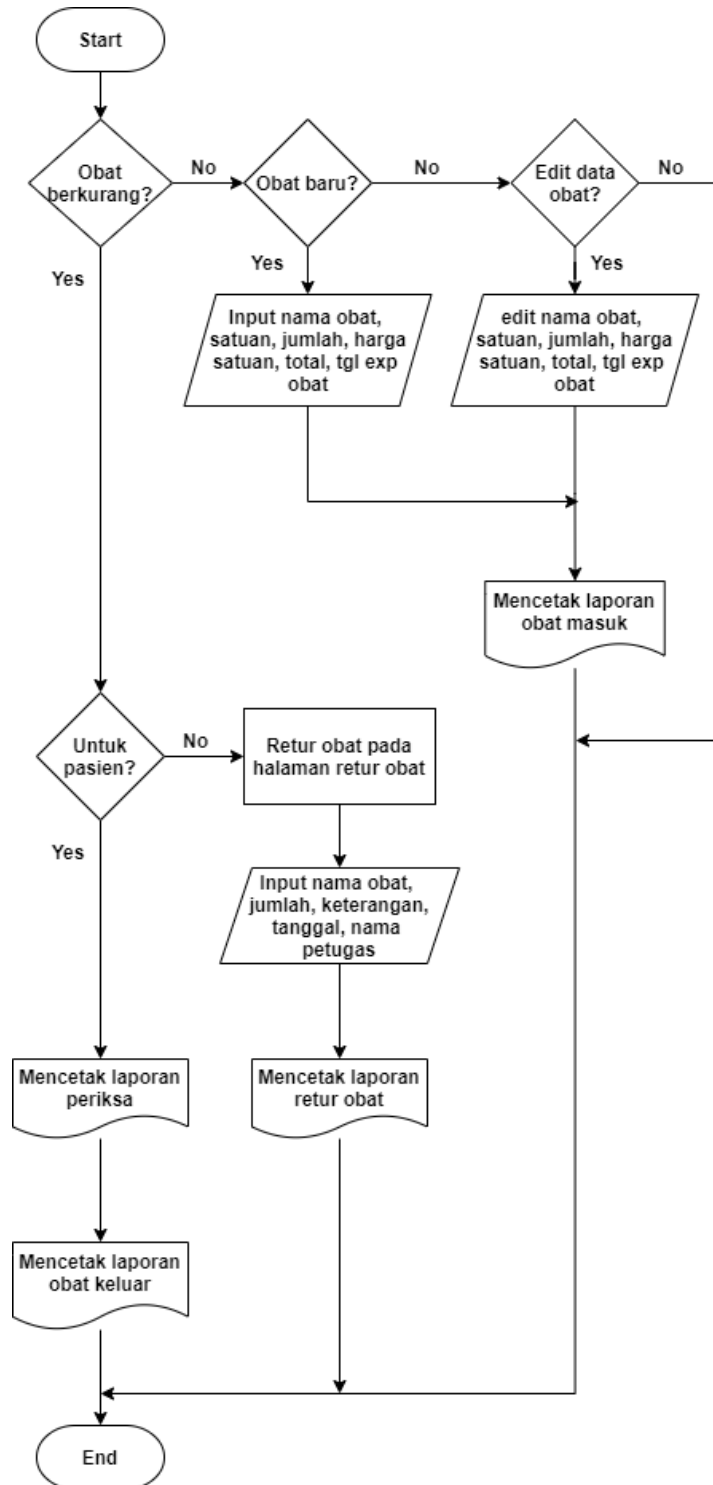 Start
Obat
berkurang?
No
Obat baru?
No
Edit data
obat?
No
Yes
Yes
Yes
Input nama obat,
satuan, jumlah, harga
satuan, total, tgl exp
obat
edit nama obat,
satuan, jumlah, harga
satuan, total, tgl exp
obat
Mencetak laporan
obat masuk
Untuk
pasien?
No
Retur obat pada
halaman retur obat
Yes
Input nama obat,
jumlah, keterangan,
tanggal, nama
petugas
Mencetak laporan
periksa
Mencetak laporan
retur obat
Mencetak laporan
obat keluar
End